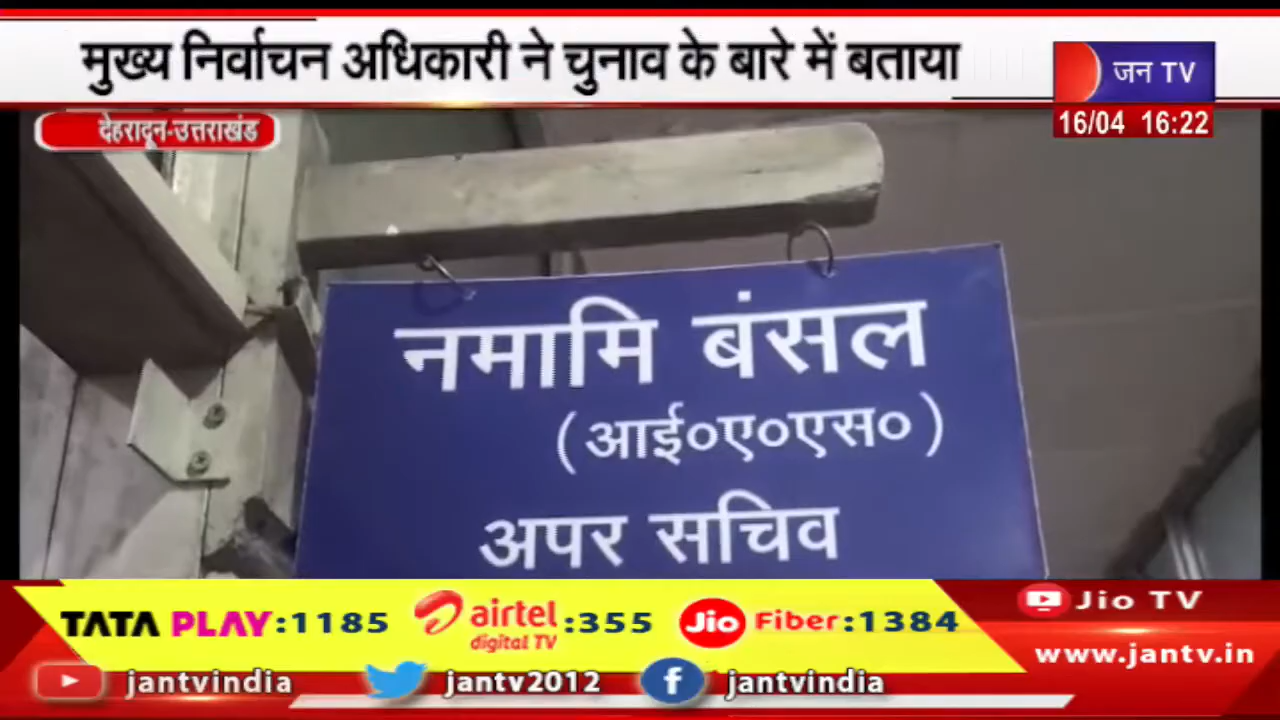 मुख्य निर्वाचन अधिकारी ने चुनाव के बारे में बताया
जन TV
देहरादून-उत्तराखंड
16/04 16:22
नमामि बंसल
(आई०ए०एस०)
अपर सचिव
TATA PLAY:1185
airtel digital TV:355
Jio Fiber:1384
Jio TV
www.jantv.in
jantvindia
jantv2012
jantvindia